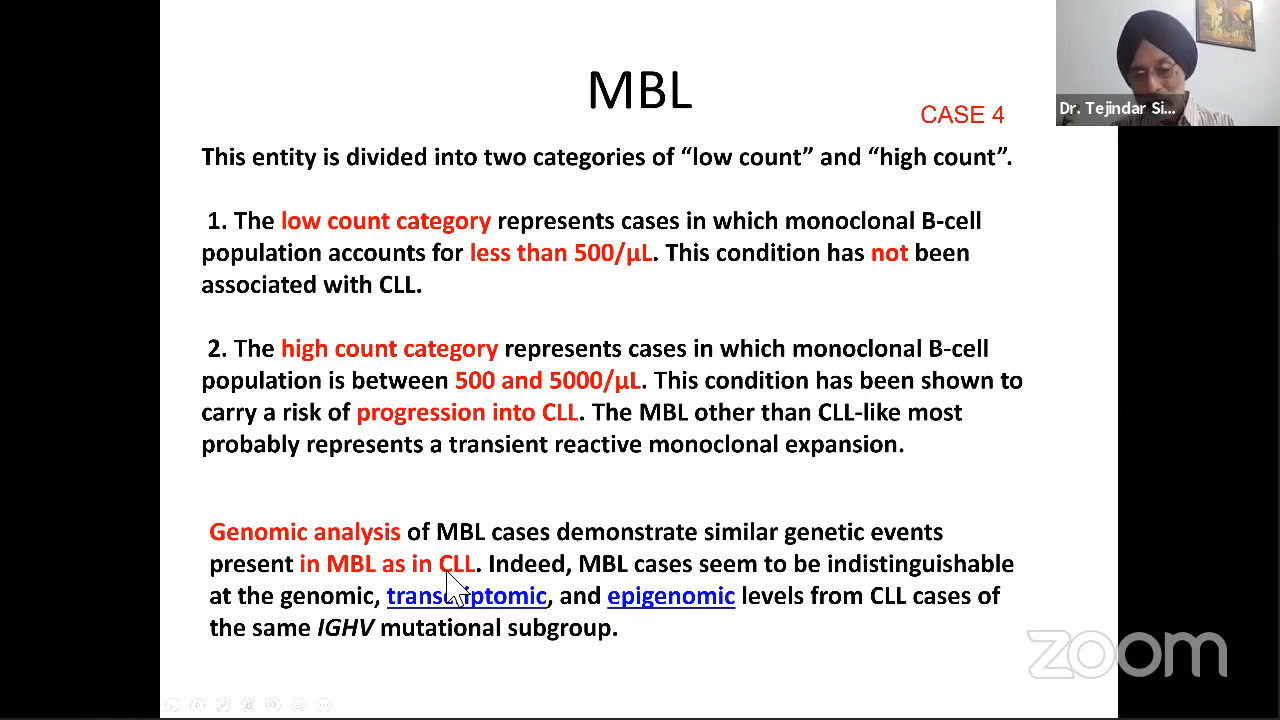 MBL
CASE 4
Dr. Tejindar Si...
This entity is divided into two categories of “low count” and “high count”.
1. The low count category represents cases in which monoclonal B-cell
population accounts for less than 500/µL. This condition has not been
associated with CLL.
2. The high count category represents cases in which monoclonal B-cell
population is between 500 and 5000/µL. This condition has been shown to
carry a risk of progression into CLL. The MBL other than CLL-like most
probably represents a transient reactive monoclonal expansion.
Genomic analysis of MBL cases demonstrate similar genetic events
present in MBL as in CLL. Indeed, MBL cases seem to be indistinguishable
at the genomic, transcriptomic, and epigenomic levels from CLL cases of
the same IGHV mutational subgroup.
zoom